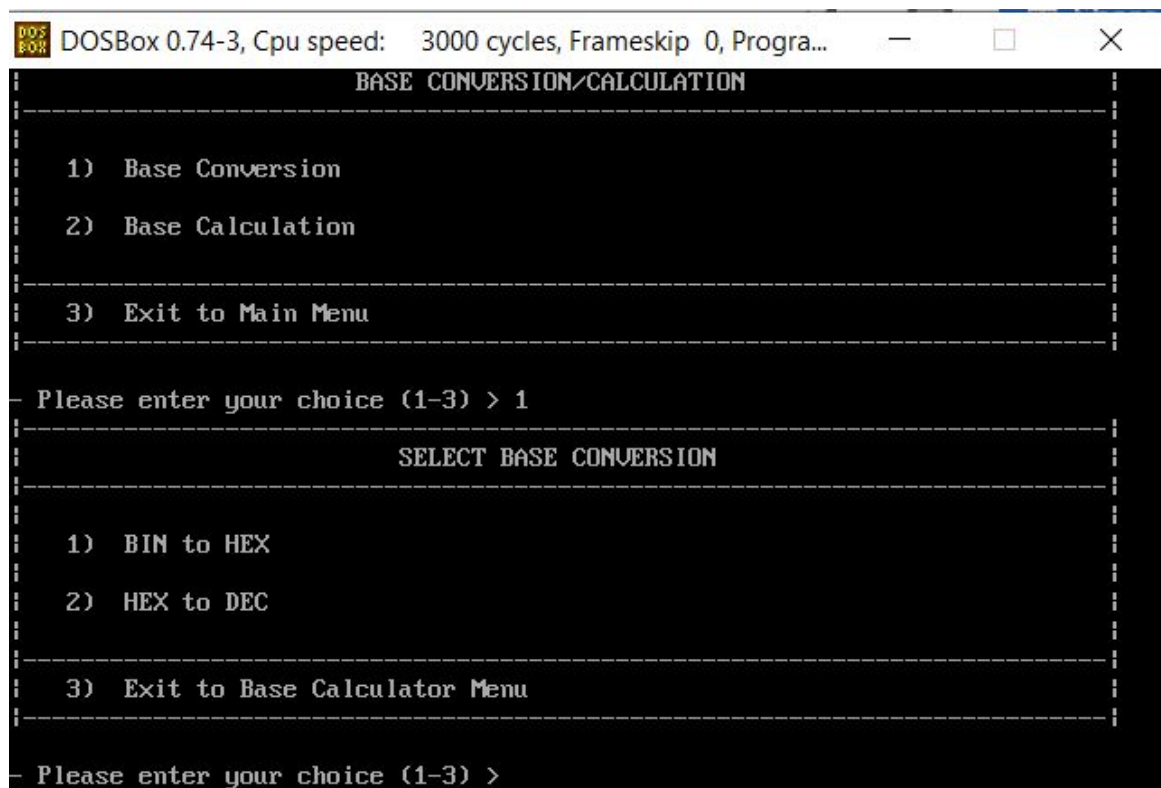 DOS
BOX
DOSBox 0.74-3, Cpu speed: 3000 cycles, Frameskip 0, Progra...
BASE CONVERSION/CALCULATION
1) Base Conversion
2) Base Calculation
3) Exit to Main Menu
- Please enter your choice (1-3) > 1
SELECT BASE CONVERSION
1) BIN to HEX
2) HEX to DEC
3) Exit to Base Calculator Menu
- Please enter your choice (1-3) >